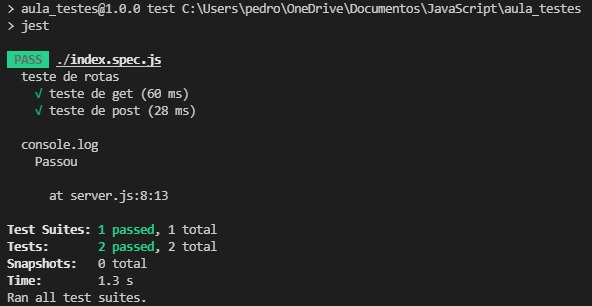 > aula_testes@1.0.0 test C:\Users\pedro\OneDrive\Documentos\JavaScript\aula_testes
> jest
PASS ./index.spec.js
teste de rotas
√ teste de get (60 ms)
√ teste de post (28 ms)
console.log
Passou
at server.js:8:13
Test Suites: 1 passed, 1 total
Tests: 2 passed, 2 total
Snapshots: 0 total
Time: 1.3 s
Ran all test suites.